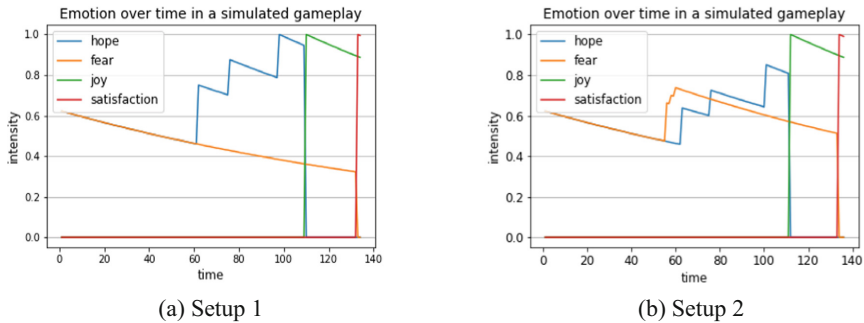 Emotion over time in a simulated gameplay
1.0
0.8
0.6
0.4
0.2
0.0
intensity
hope
fear
joy
satisfaction
0 20 40 60 80 100 120 140
time
(a) Setup 1
Emotion over time in a simulated gameplay
1.0
0.8
0.6
0.4
0.2
0.0
intensity
hope
fear
joy
satisfaction
0 20 40 60 80 100 120 140
time
(b) Setup 2